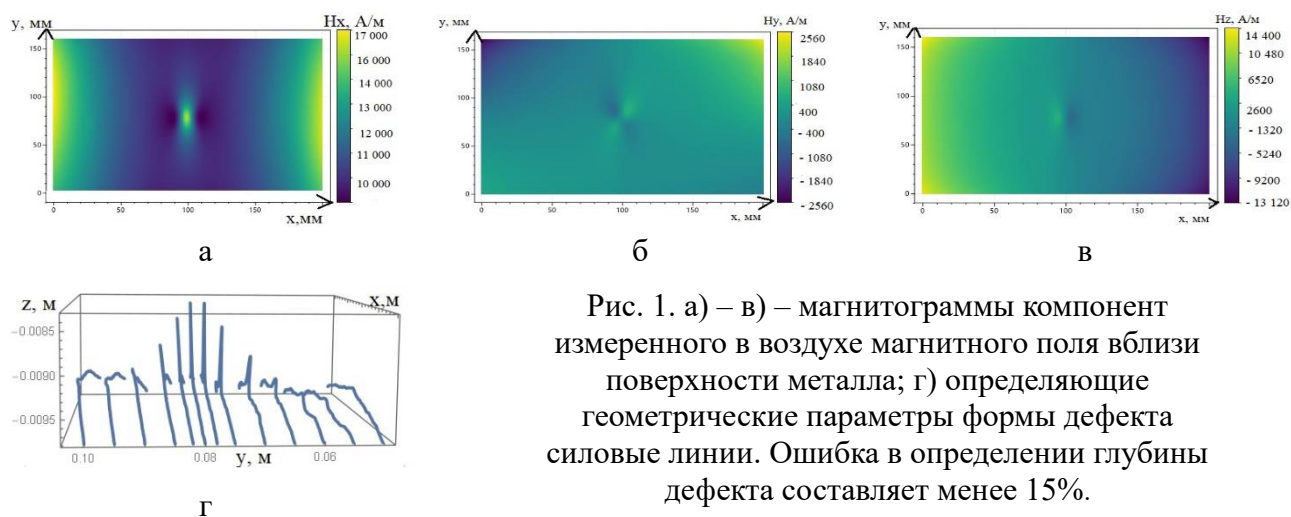 y, мм
Hx, А/м
150
100
50
0
0
50
100
150
x,мм
17 000
16 000
14 000
13 000
12 000
11 000
10 000
а
y, мм
Hy, А/м
150
100
50
0
0
50
100
150
x, мм
2560
1840
1080
400
- 400
- 1080
- 1840
- 2560
б
y, мм
Hz, А/м
150
100
50
0
0
50
100
150
x, мм
14 400
10 480
6520
2600
- 1320
- 5240
- 9200
- 13 120
в
z, м
x,м
-0.0085
-0.0090
-0.0095
0.10
0.08
0.06
y, м
г
Рис. 1. а) – в) – магнитограммы компонент
измеренного в воздухе магнитного поля вблизи
поверхности металла; г) определяющие
геометрические параметры формы дефекта
силовые линии. Ошибка в определении глубины
дефекта составляет менее 15%.